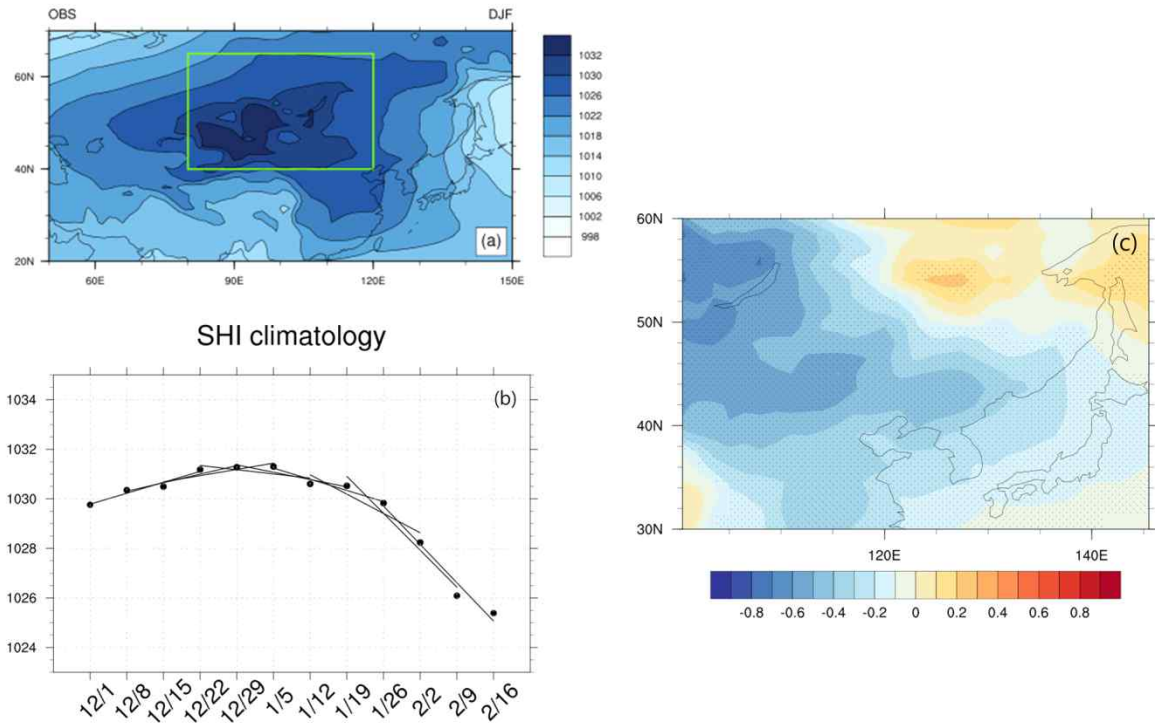 OBS DJF
60N
40N
20N
60E 90E 120E 150E
(a)
1032
1030
1026
1022
1018
1014
1010
1006
1002
998
SHI climatology
(b)
1034
1032
1030
1028
1026
1024
12/1 12/8 12/15 12/22 12/29 1/5 1/12 1/19 1/26 2/2 2/9 2/16
(c)
60N
50N
40N
30N
120E 140E
-0.8 -0.6 -0.4 -0.2 0 0.2 0.4 0.6 0.8